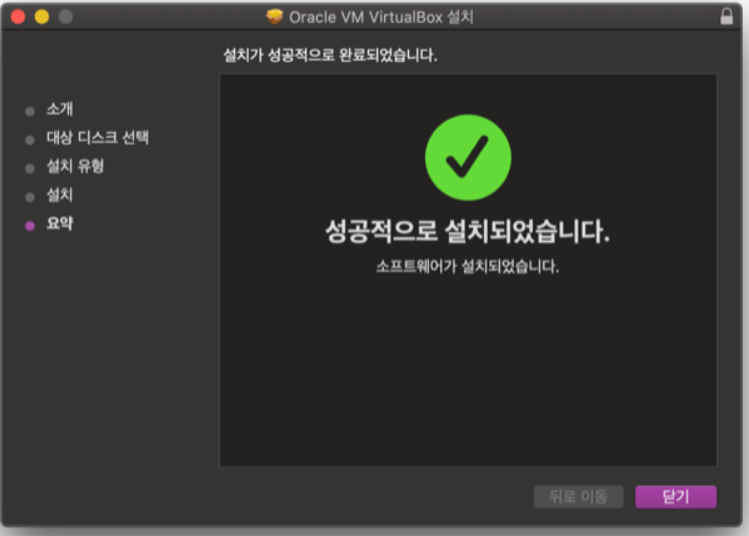 Oracle VM VirtualBox 설치
설치가 성공적으로 완료되었습니다.
소개
대상 디스크 선택
설치 유형
설치
요약
성공적으로 설치되었습니다.
소프트웨어가 설치되었습니다.
뒤로 이동
닫기